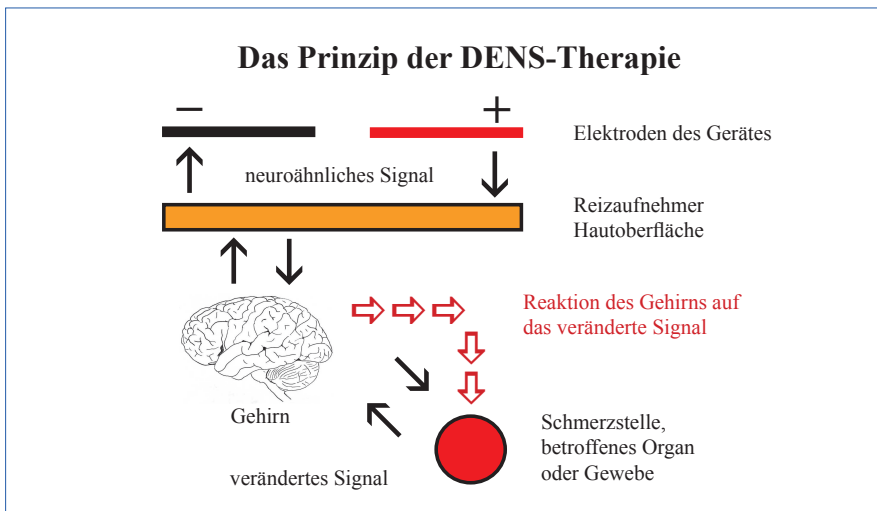 Das Prinzip der DENS-Therapie
− +
Elektroden des Gerätes
neuroähnliches Signal
Reizaufnehmer
Hautoberfläche
Reaktion des Gehirns auf
das veränderte Signal
Gehirn
Schmerzstelle,
betroffenes Organ
oder Gewebe
verändertes Signal